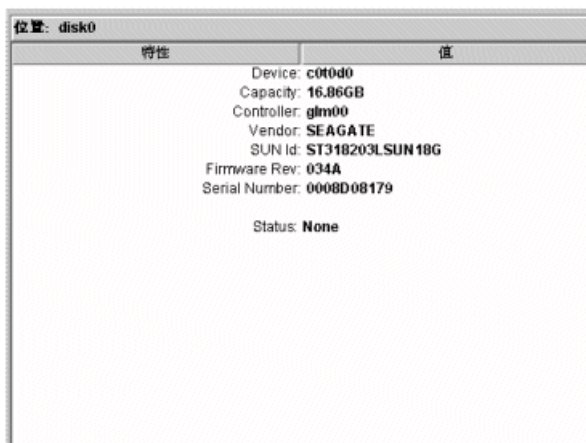 位置: disk0
特性 值
Device: c0t0d0
Capacity: 16.86GB
Controller: glm00
Vendor: SEAGATE
SUN Id: ST318203LSUN18G
Firmware Rev: 034A
Serial Number: 0008D08179
Status: None